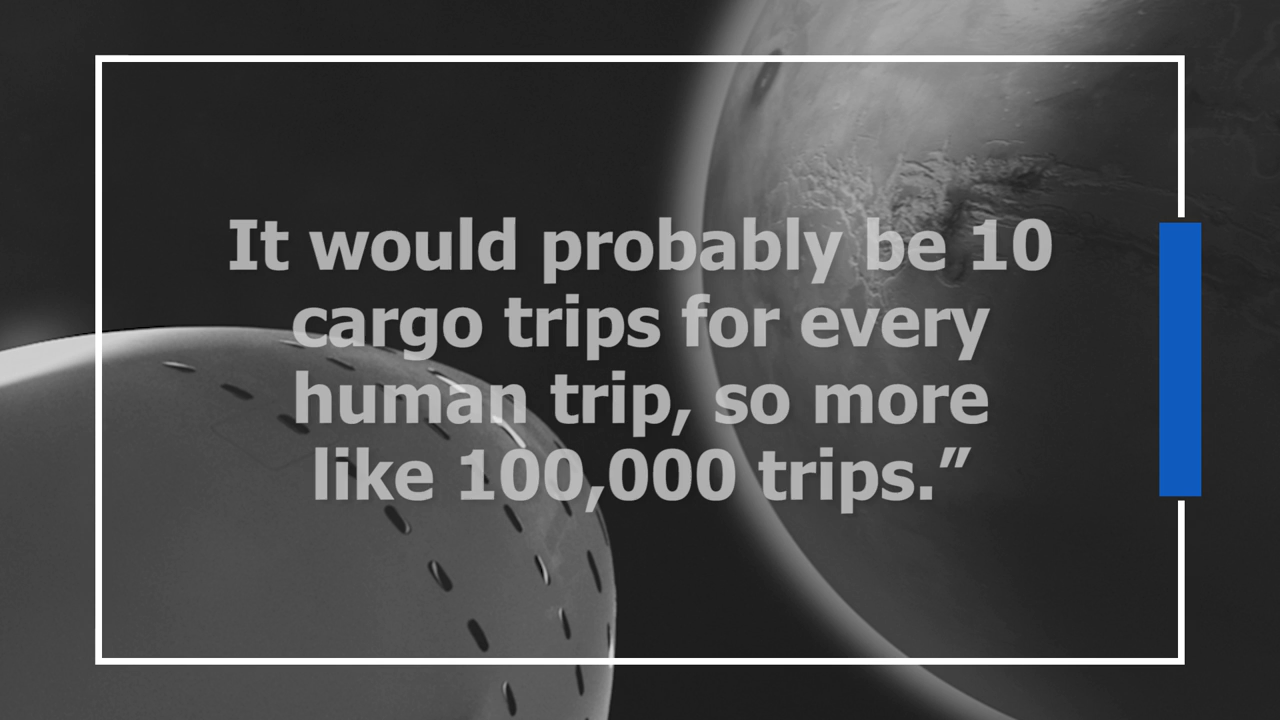 It would probably be 10
cargo trips for every
human trip, so more
like 100,000 trips.”